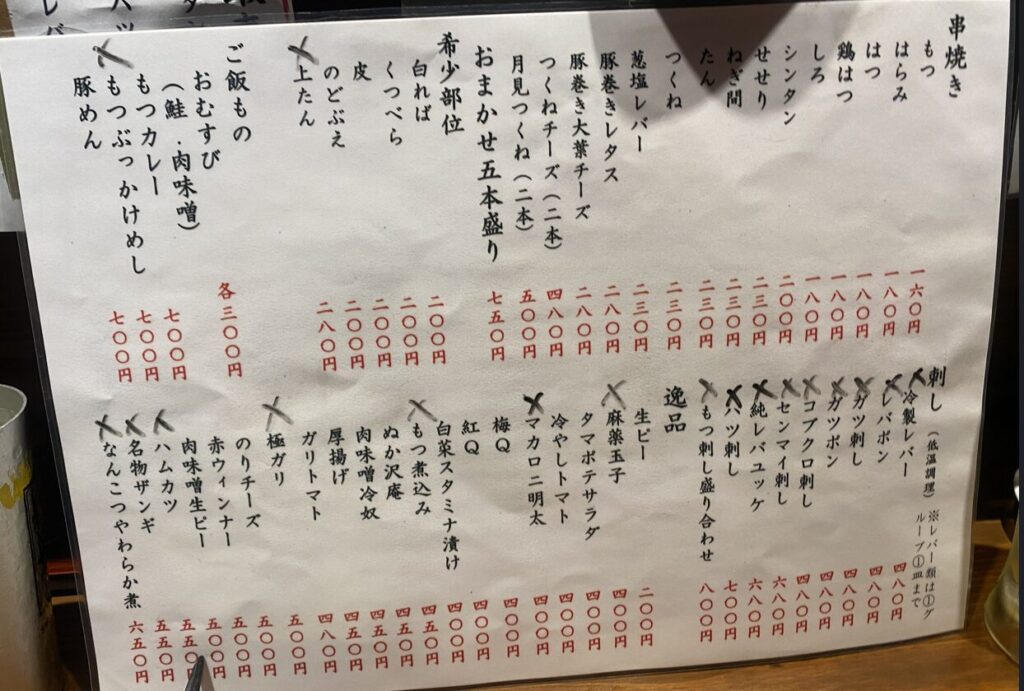 串焼き
もつ 一六〇円
はらみ 一八〇円
はつ 一八〇円
鶏はつ 一八〇円
しろ 一八〇円
シンタン 二〇〇円
せせり 二三〇円
ねぎ間 二三〇円
たん 二三〇円
つくね 二三〇円
葱塩レバー 二三〇円
豚巻きレタス 二八〇円
豚巻き大葉チーズ 二八〇円
つくねチーズ（二本） 四八〇円
月見つくね（二本） 五〇〇円
おまかせ五本盛り 七五〇円
希少部位
白れば 二〇〇円
くつべら 二〇〇円
皮 二〇〇円
のどぶえ 二〇〇円
上たん 二八〇円
ご飯もの
おむすび
（鮭・肉味噌） 各三〇〇円
もつカレー 七〇〇円
もつぶっかけめし 七〇〇円
豚めん 七〇〇円
刺し（低温調理）※レバー類は①グ
ループ①皿まで
冷製レバー 四八〇円
レバポン 四八〇円
ガツ刺し 四八〇円
ガツポン 四八〇円
コブクロ刺し 四八〇円
センマイ刺し 六八〇円
純レバユッケ 六八〇円
ハツ刺し 七〇〇円
もつ刺し盛り合わせ 八〇〇円
逸品
生ピー 二〇〇円
麻薬玉子 四〇〇円
タマポテサラダ 四〇〇円
冷やしトマト 四〇〇円
マカロニ明太 四〇〇円
梅Q 四〇〇円
紅Q 四〇〇円
白菜スタミナ漬け 四〇〇円
もつ煮込み 四五〇円
ぬか沢庵 四五〇円
肉味噌冷奴 四五〇円
厚揚げ 四五〇円
ガリトマト 四八〇円
極ガリ 五〇〇円
のりチーズ 五〇〇円
赤ウィンナー 五〇〇円
肉味噌生ピー 五〇〇円
ハムカツ 五五〇円
名物ザンギ 五五〇円
なんこつやわらか煮 六五〇円